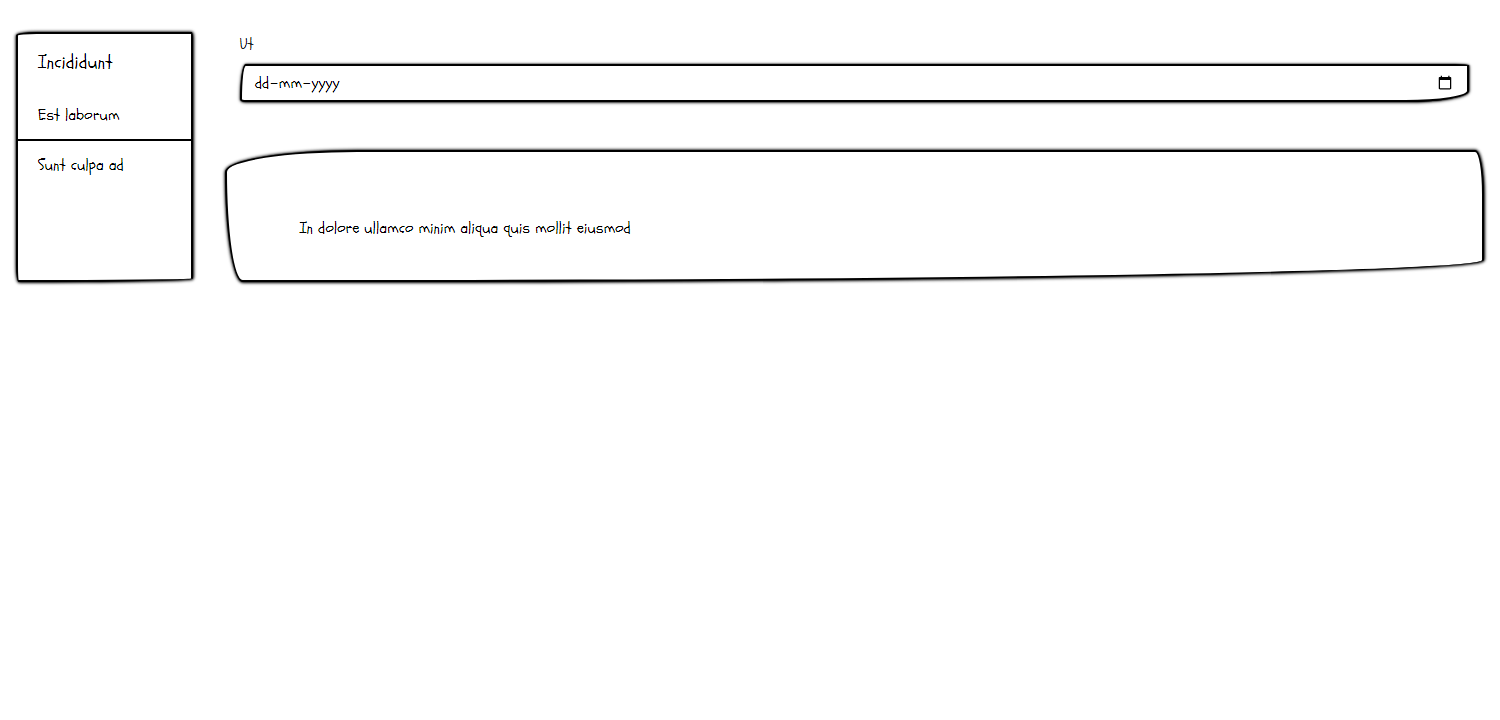 Incididunt
Est laborum
Sunt culpa ad
Ut
dd-mm-yyyy
In dolore ullamco minim aliqua quis mollit eiusmod